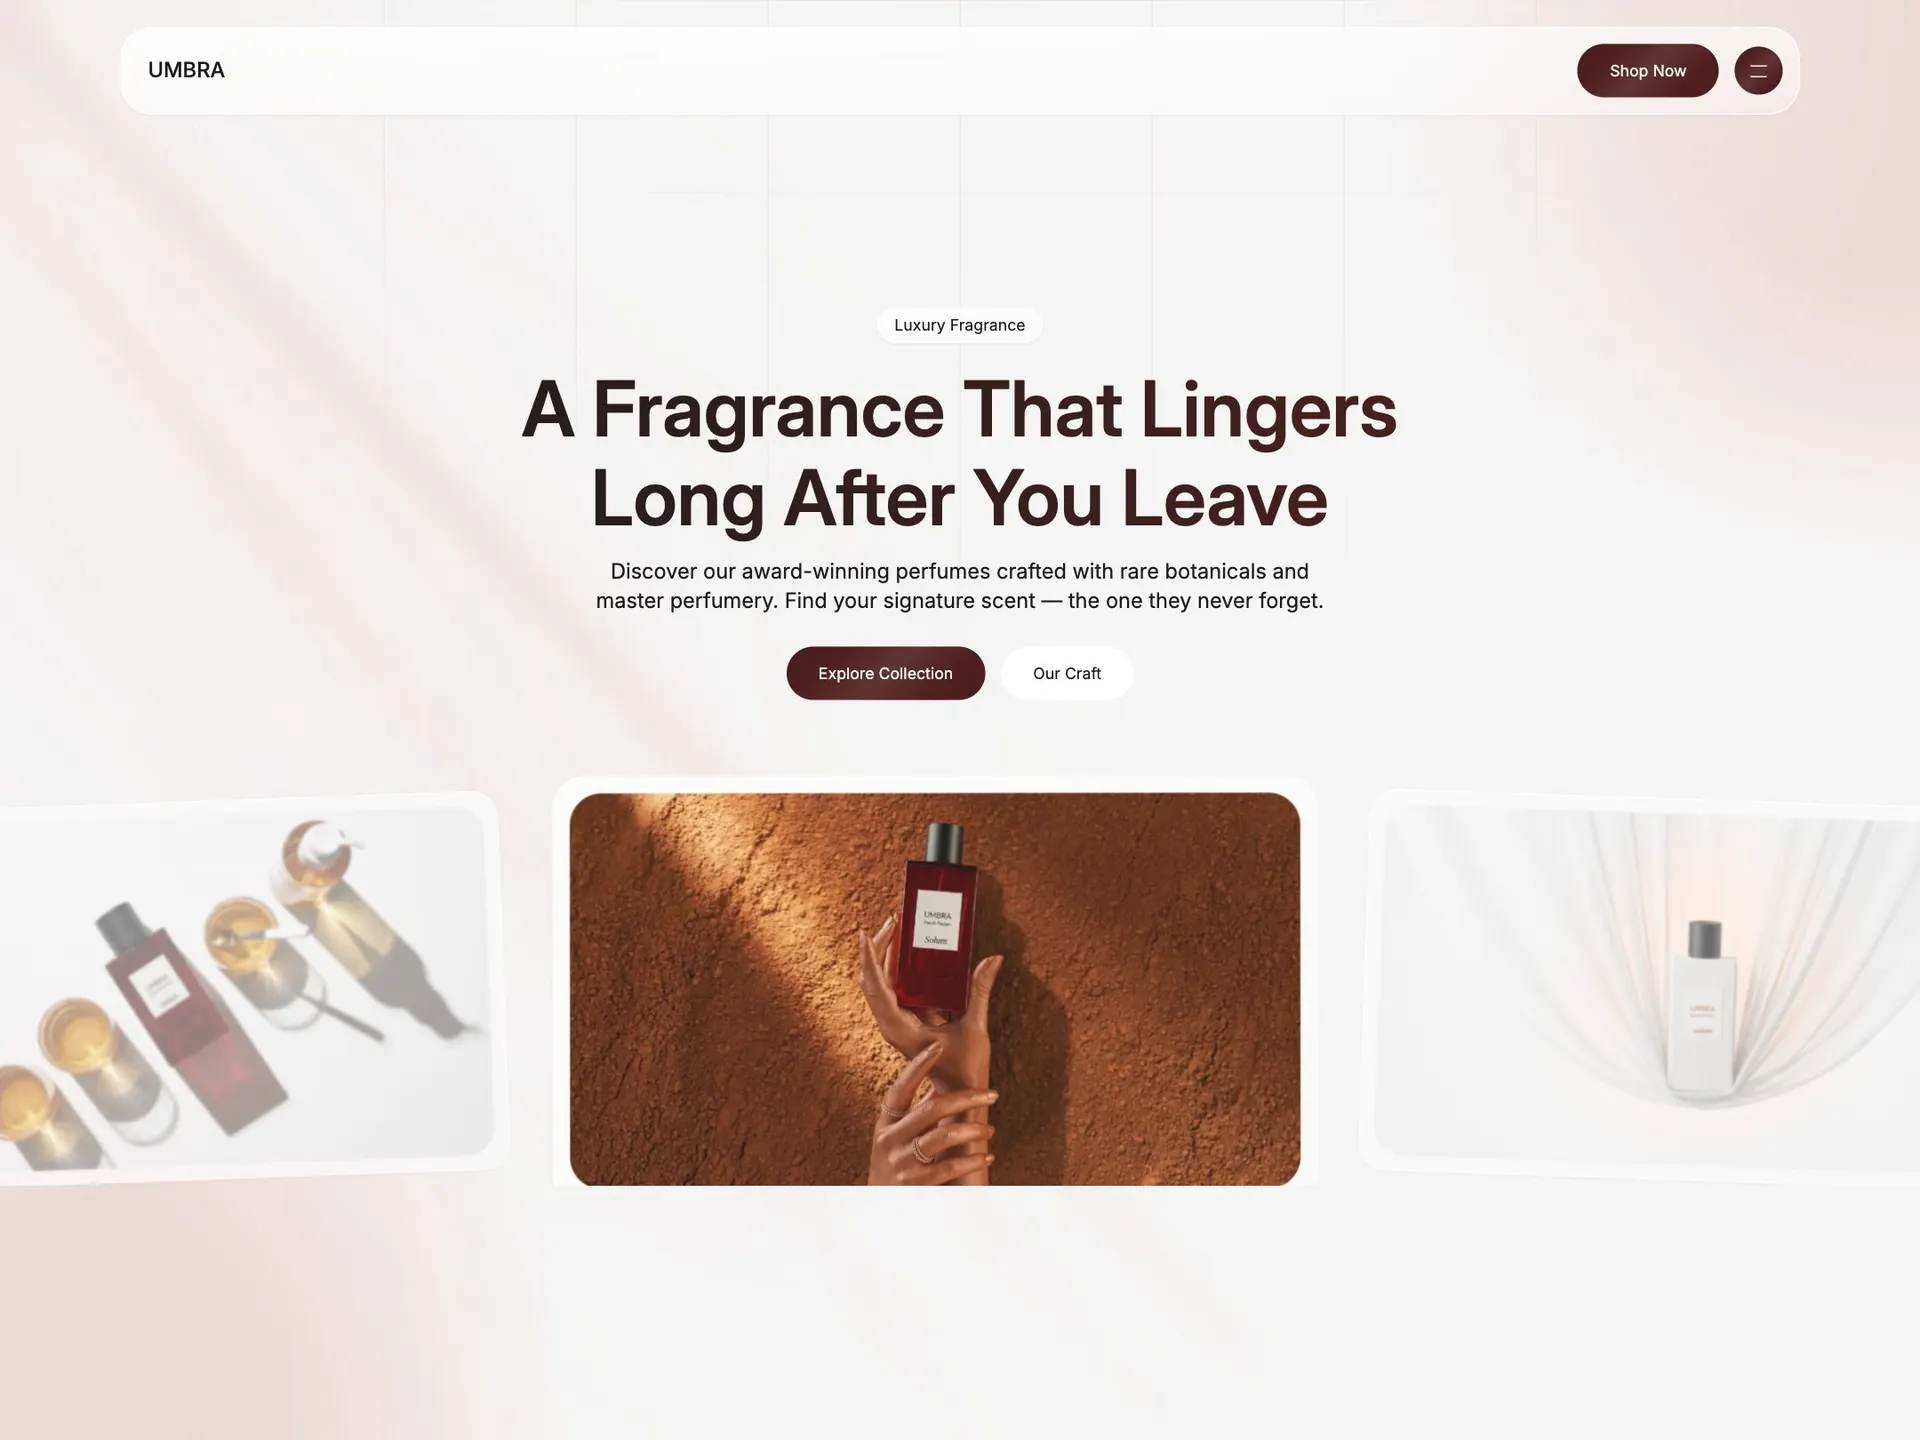 UMBRA
Shop Now
Luxury Fragrance
A Fragrance That Lingers
Long After You Leave
Discover our award-winning perfumes crafted with rare botanicals and
master perfumery. Find your signature scent — the one they never forget.
Explore Collection
Our Craft
UMBRA
Solum
UMBRA